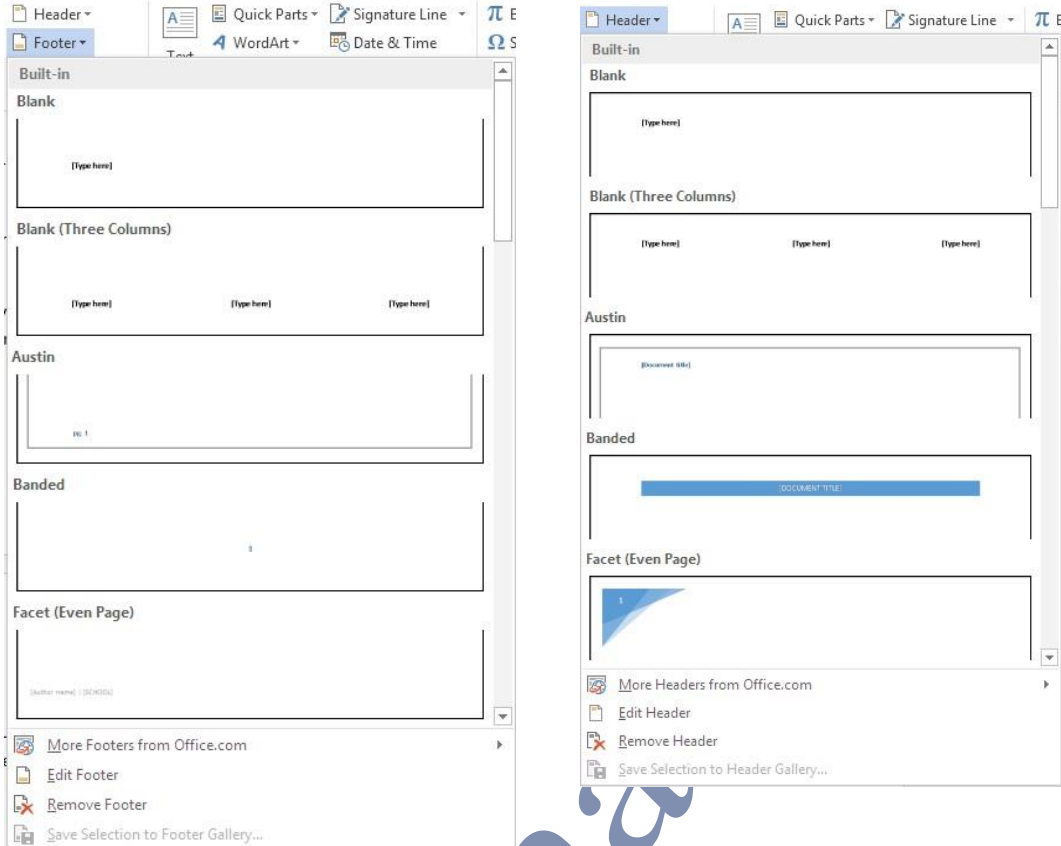 Header
Quick Parts
Signature Line
π E
Footer
A
Text
WordArt
Date & Time
Ω S
Built-in
Blank
[Type here]
Blank (Three Columns)
[Type here] [Type here] [Type here]
Austin
PG. 1
Banded
1
Facet (Even Page)
[Author name] | [SCHOOL]
More Footers from Office.com
Edit Footer
Remove Footer
Save Selection to Footer Gallery...
Header
A
Quick Parts
Signature Line
π E
Built-in
Blank
[Type here]
Blank (Three Columns)
[Type here] [Type here] [Type here]
Austin
[Document title]
Banded
[DOCUMENT TITLE]
Facet (Even Page)
1
More Headers from Office.com
Edit Header
Remove Header
Save Selection to Header Gallery...